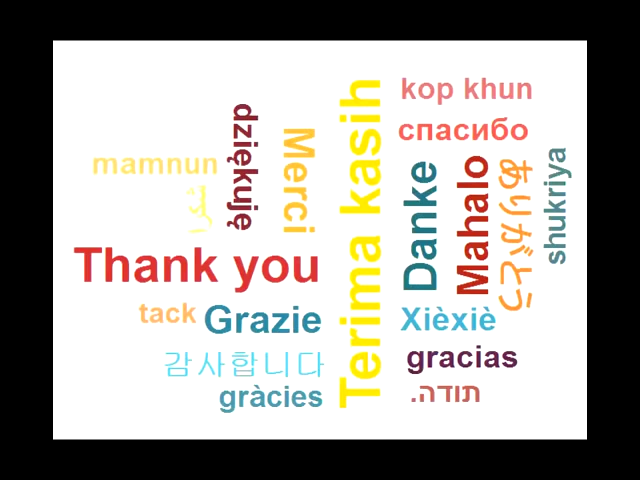 kop khun
спасибо
dziękuję
Merci
Terima kasih
mamnun
شكرا
Danke
Mahalo
ありがとう
shukriya
Thank you
tack
Grazie
Xièxiè
감사합니다
gracias
gràcies
תודה.